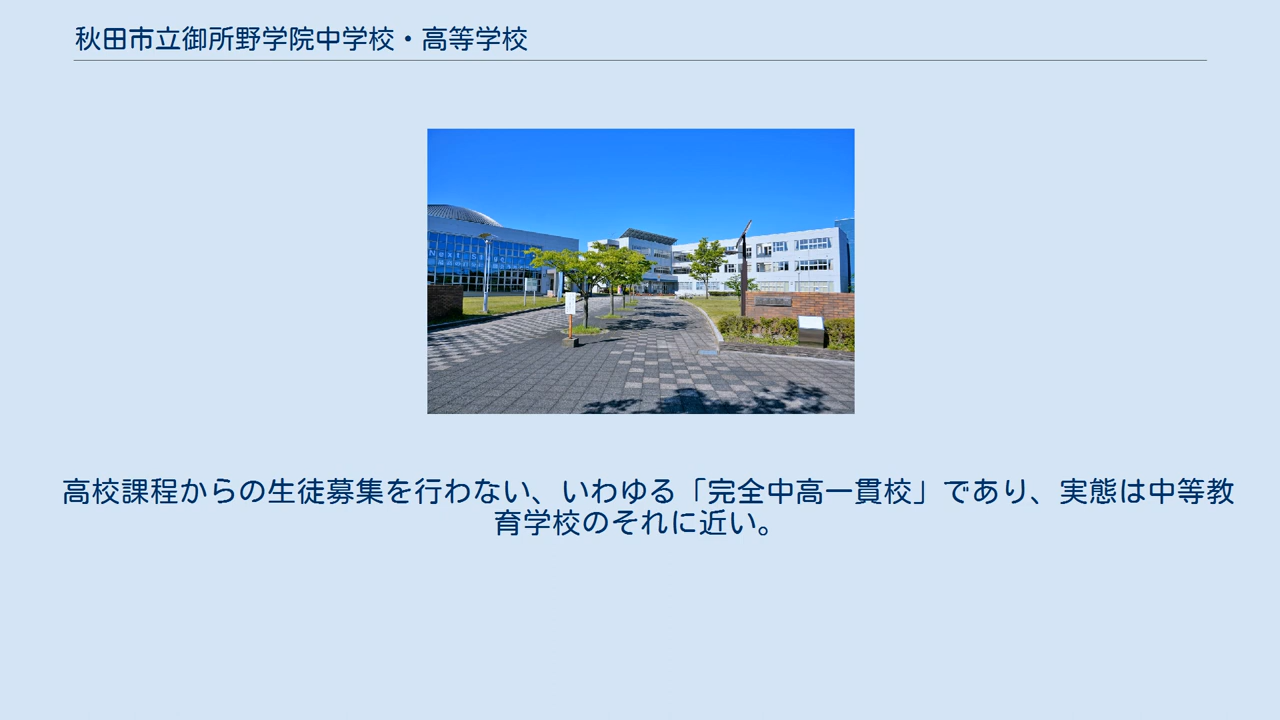 秋田市立御所野学院中学校・高等学校
高校課程からの生徒募集を行わない、いわゆる「完全中高一貫校」であり、実態は中等教
育学校のそれに近い。